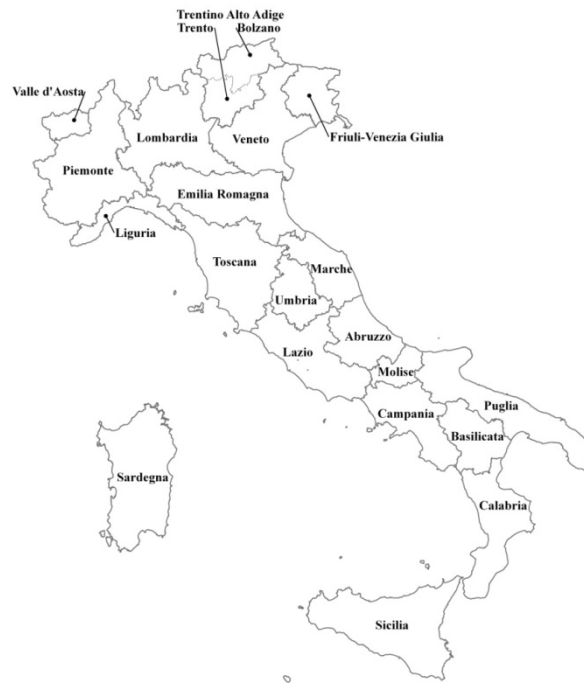 Trentino Alto Adige
Trento Bolzano
Valle d'Aosta
Lombardia
Veneto
Friuli-Venezia Giulia
Piemonte
Emilia Romagna
Liguria
Toscana
Marche
Umbria
Abruzzo
Lazio
Molise
Campania
Puglia
Basilicata
Sardegna
Calabria
Sicilia